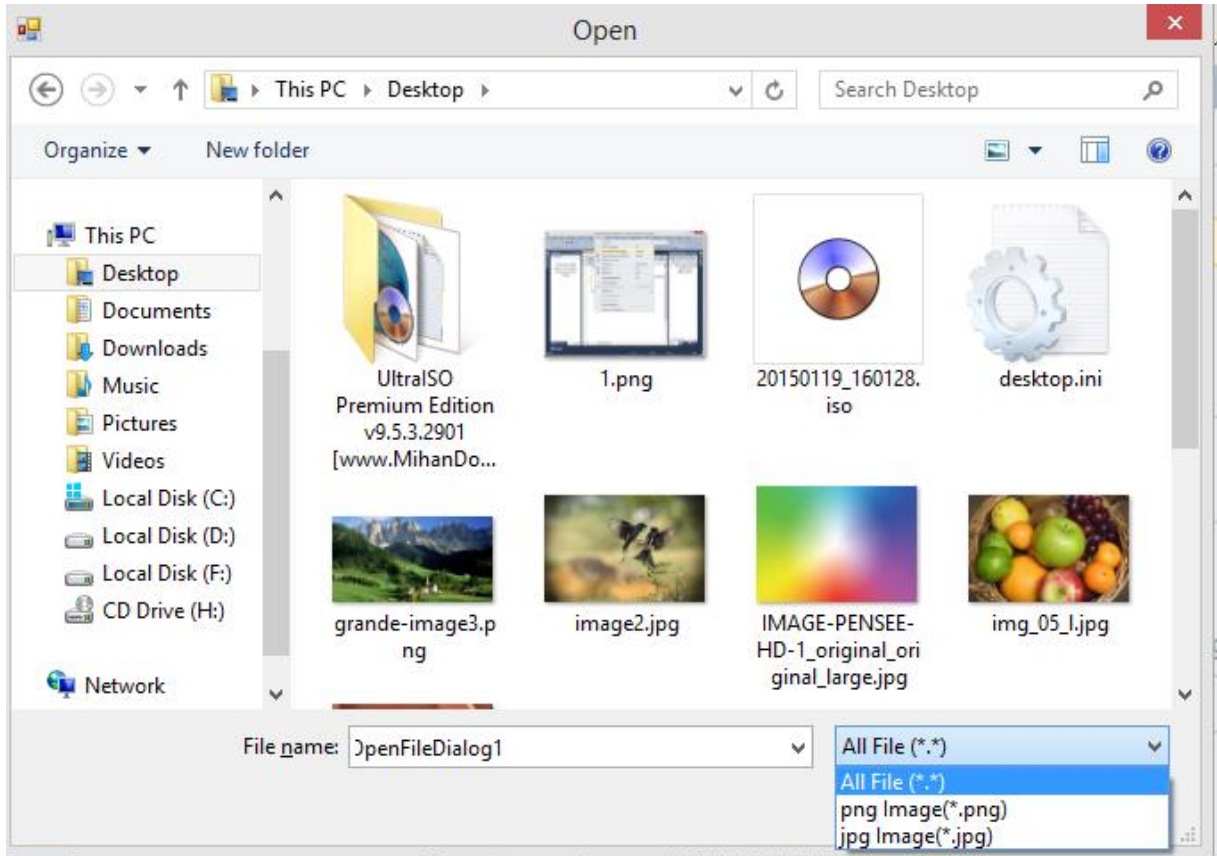 Open
This PC
Desktop
Search Desktop
Organize
New folder
This PC
Desktop
Documents
Downloads
Music
Pictures
Videos
Local Disk (C:)
Local Disk (D:)
Local Disk (F:)
CD Drive (H:)
Network
UltraISO
Premium Edition
v9.5.3.2901
[www.MihanDo...
1.png
20150119_160128.
iso
desktop.ini
grande-image3.p
ng
image2.jpg
IMAGE-PENSEE-
HD-1_original_ori
ginal_large.jpg
img_05_l.jpg
File name:
OpenFileDialog1
All File (*.*)
All File (*.*)
png Image(*.png)
jpg Image(*.jpg)